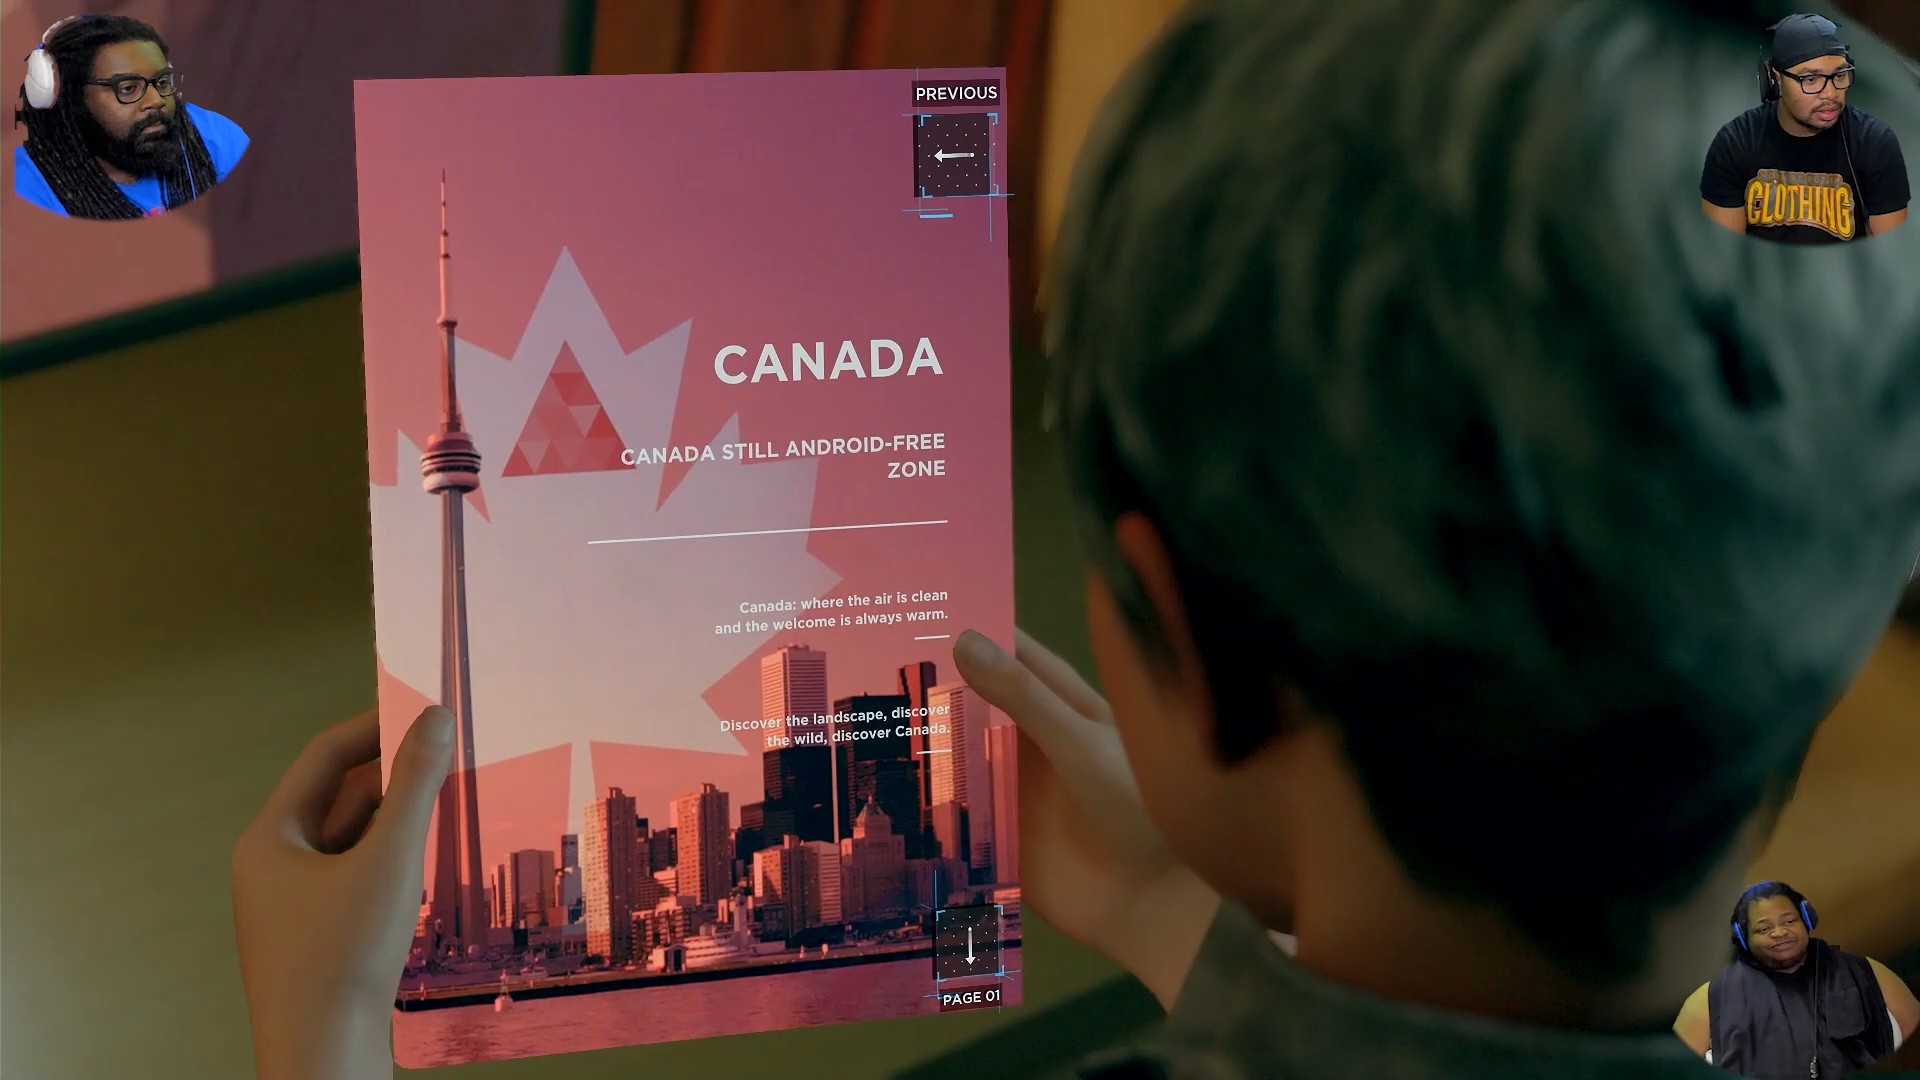 PREVIOUS
CANADA
CANADA STILL ANDROID-FREE
ZONE
Canada: where the air is clean
and the welcome is always warm.
Discover the landscape, discover
the wild, discover Canada.
PAGE 01
CLOTHING